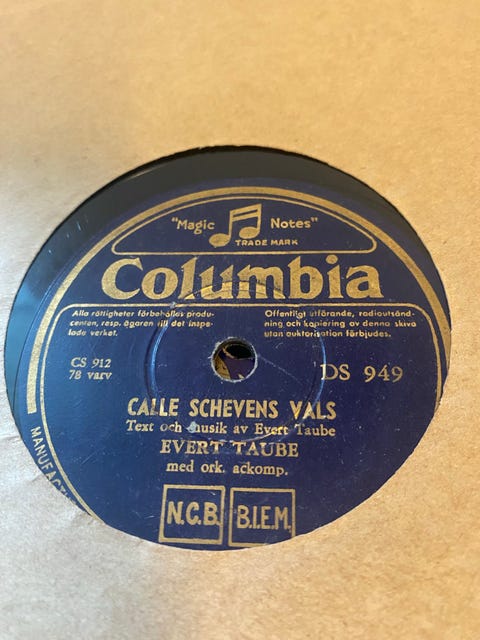 "Magic Notes"
TRADE MARK
Columbia
Alla rättigheter förbehållas produ-
centen, resp. ägaren till det inspe-
lade verket.
Offentligt utförande, radioutsänd-
ning och kopiering av denna skiva
utan auktorisation förbjudes.
CS 912
78 varv
DS 949
CALLE SCHEVENS VALS
Text och musik av Evert Taube
EVERT TAUBE
med ork. ackomp.
N.C.B.
B.I.E.M.